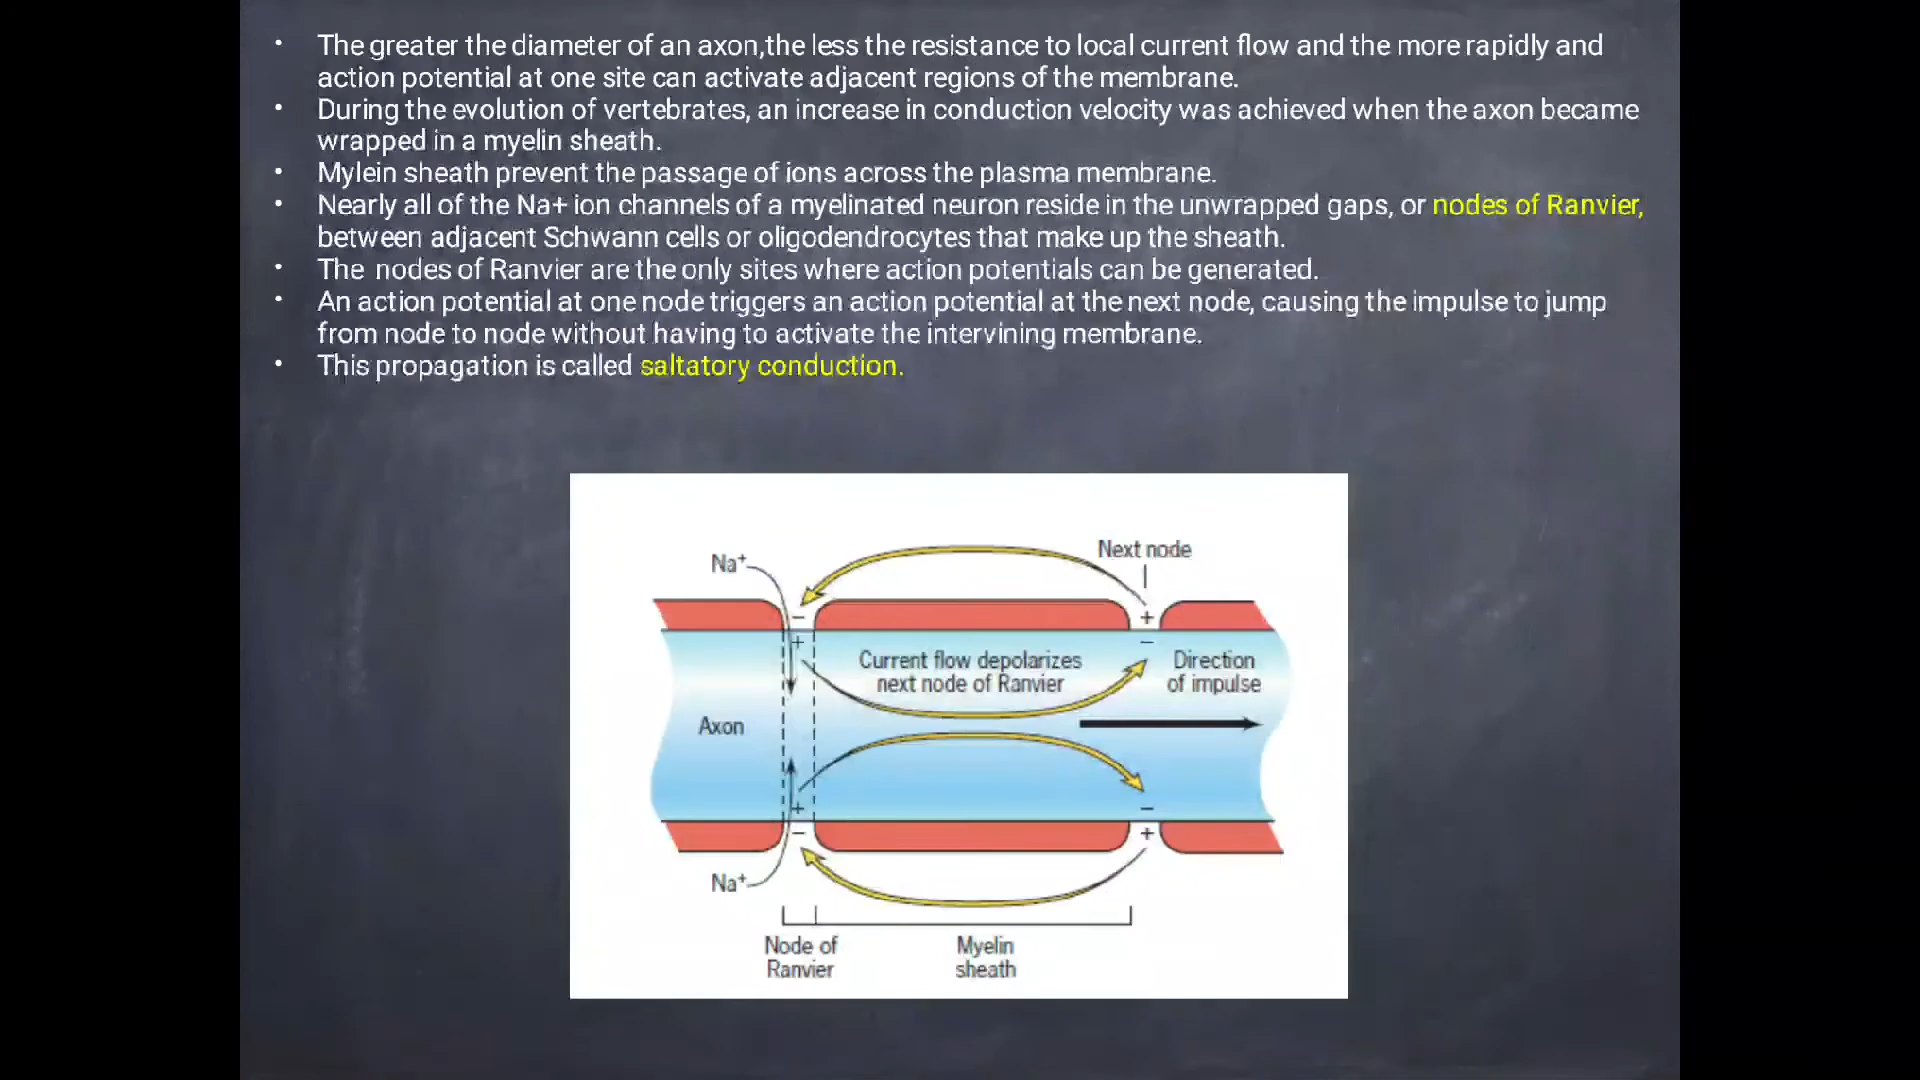 • The greater the diameter of an axon,the less the resistance to local current flow and the more rapidly and
action potential at one site can activate adjacent regions of the membrane.
• During the evolution of vertebrates, an increase in conduction velocity was achieved when the axon became
wrapped in a myelin sheath.
• Mylein sheath prevent the passage of ions across the plasma membrane.
• Nearly all of the Na+ ion channels of a myelinated neuron reside in the unwrapped gaps, or nodes of Ranvier,
between adjacent Schwann cells or oligodendrocytes that make up the sheath.
• The nodes of Ranvier are the only sites where action potentials can be generated.
• An action potential at one node triggers an action potential at the next node, causing the impulse to jump
from node to node without having to activate the intervining membrane.
• This propagation is called saltatory conduction.
Next node
Na+
− +
+ −
Current flow depolarizes
next node of Ranvier
Direction
of impulse
Axon
+ −
− +
Na+
Node of
Ranvier
Myelin
sheath